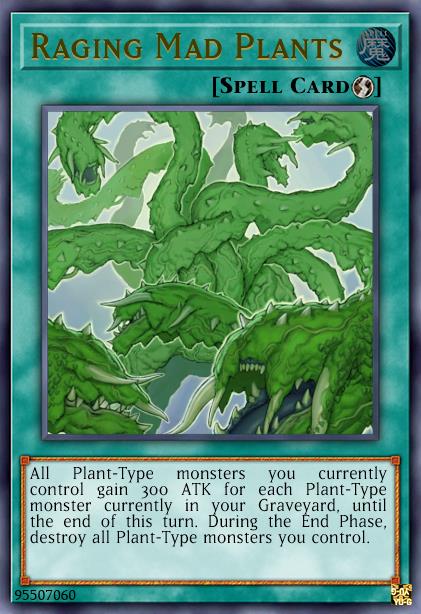 Raging Mad Plants
[Spell Card]
All Plant-Type monsters you currently
control gain 300 ATK for each Plant-Type
monster currently in your Graveyard, until
the end of this turn. During the End Phase,
destroy all Plant-Type monsters you control.
95507060